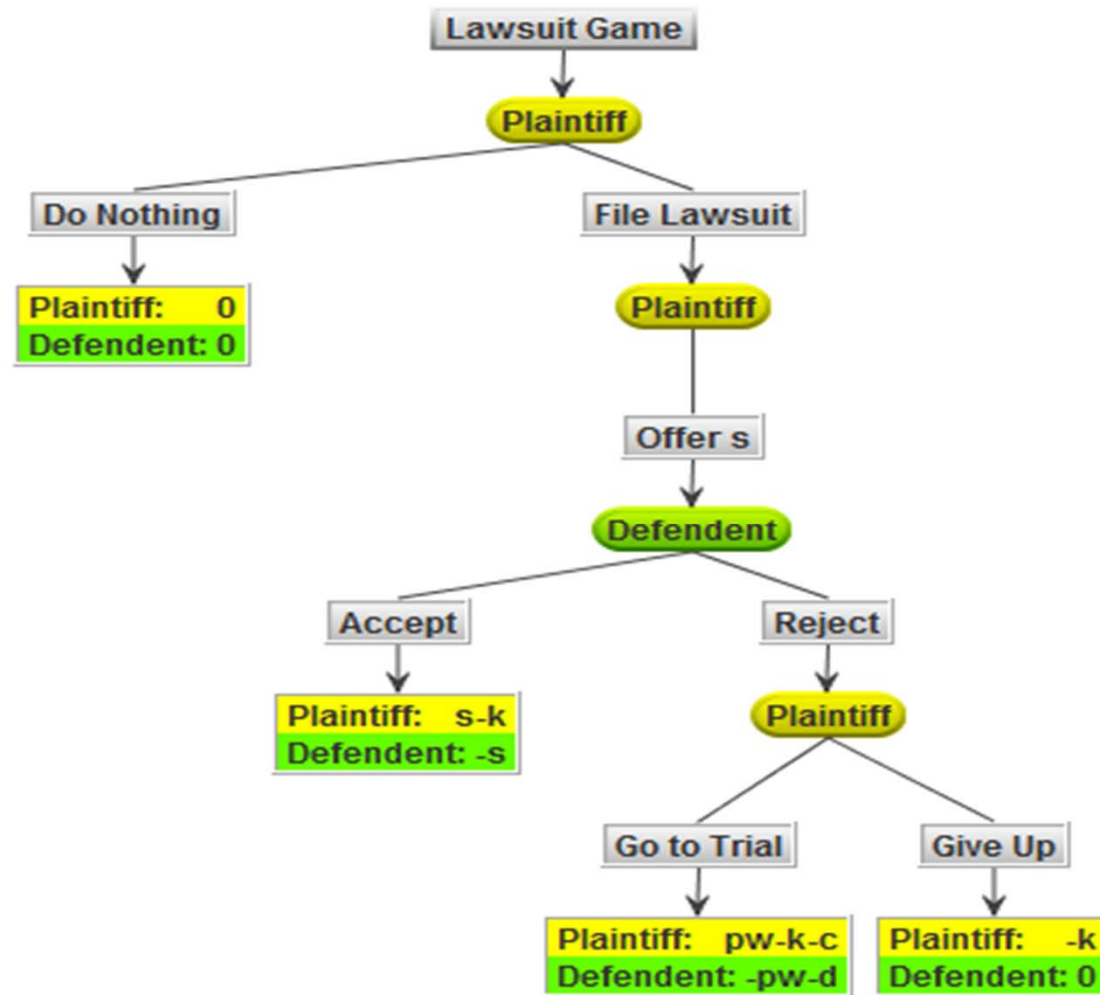 Lawsuit Game
Plaintiff
Do Nothing
File Lawsuit
Plaintiff: 0
Defendent: 0
Plaintiff
Offer s
Defendent
Accept
Reject
Plaintiff: s-k
Defendent: -s
Plaintiff
Go to Trial
Give Up
Plaintiff: pw-k-c
Defendent: -pw-d
Plaintiff: -k
Defendent: 0